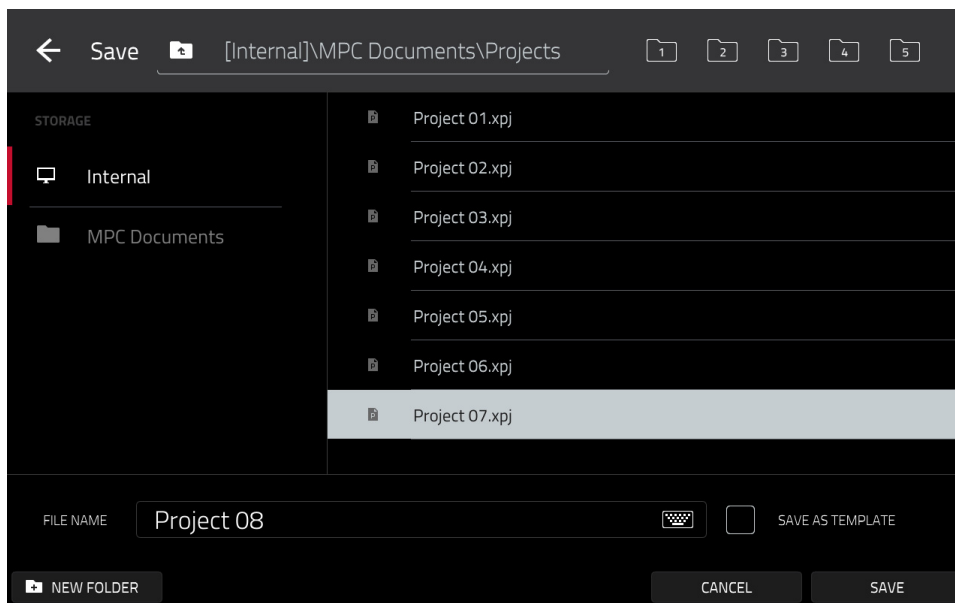 Save [Internal]\MPC Documents\Projects 1 2 3 4 5
STORAGE
Internal
MPC Documents
Project 01.xpj
Project 02.xpj
Project 03.xpj
Project 04.xpj
Project 05.xpj
Project 06.xpj
Project 07.xpj
FILE NAME Project 08 SAVE AS TEMPLATE
NEW FOLDER CANCEL SAVE